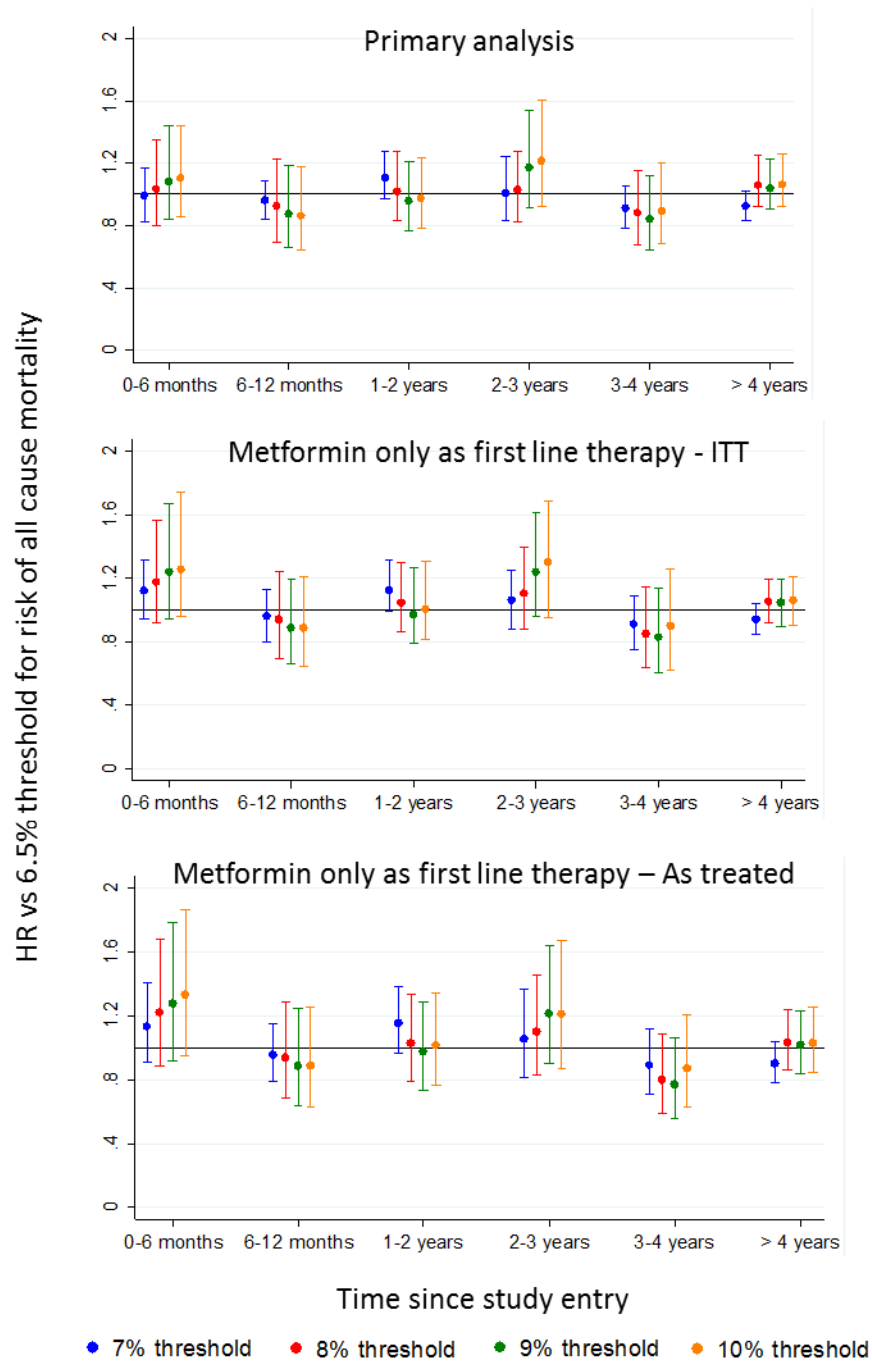 HR vs 6.5% threshold for risk of all cause mortality
Primary analysis
2
1.6
1.2
.8
.4
0
0-6 months 6-12 months 1-2 years 2-3 years 3-4 years > 4 years
Metformin only as first line therapy - ITT
2
1.6
1.2
.8
.4
0
0-6 months 6-12 months 1-2 years 2-3 years 3-4 years > 4 years
Metformin only as first line therapy – As treated
2
1.6
1.2
.8
.4
0
0-6 months 6-12 months 1-2 years 2-3 years 3-4 years > 4 years
Time since study entry
7% threshold 8% threshold 9% threshold 10% threshold